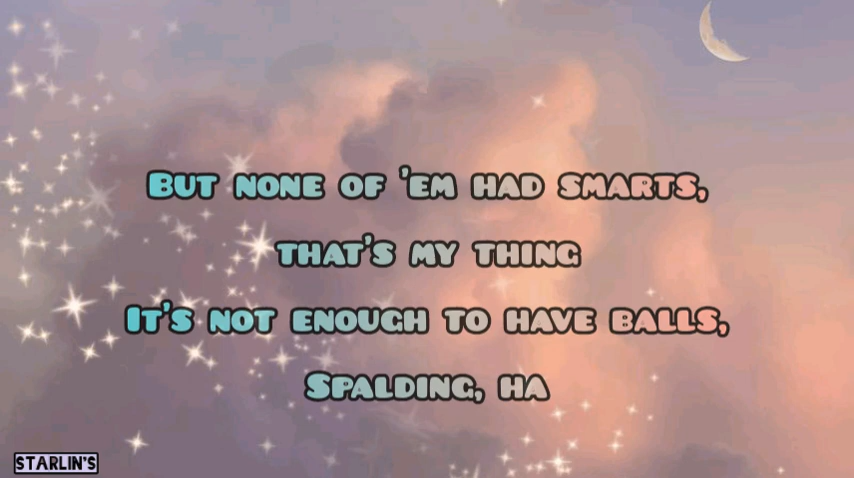 But none of 'em had smarts,
that's my thing
It's not enough to have balls,
Spalding, ha
STARLIN'S